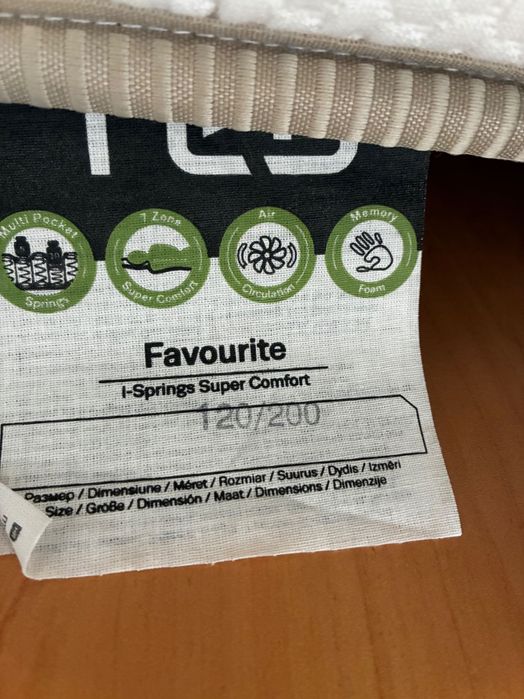 Multi Pocket
Springs
7 Zone
Super Comfort
Air
Circulation
Memory
Foam
Favourite
I-Springs Super Comfort
120/200
Размер / Dimensiune / Méret / Rozmiar / Suurus / Dydis / Izmēri
Size / Größe / Dimensión / Maat / Dimensions / Dimenzije